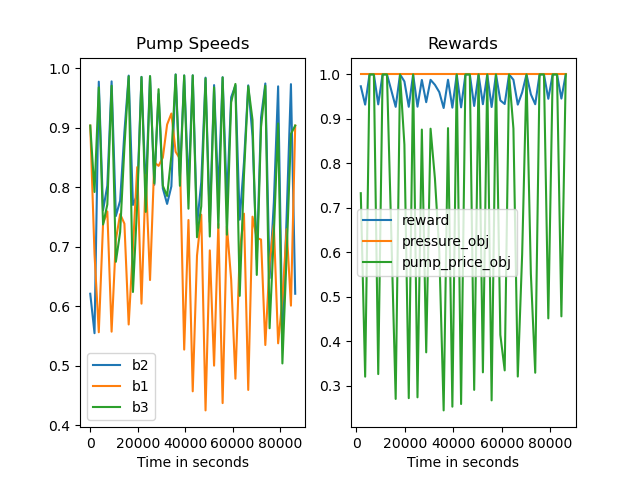 Pump Speeds
1.0
0.9
0.8
0.7
0.6
0.5
0.4
b2
b1
b3
0 20000 40000 60000 80000
Time in seconds
Rewards
1.0
0.9
0.8
0.7
0.6
0.5
0.4
0.3
reward
pressure_obj
pump_price_obj
0 20000 40000 60000 80000
Time in seconds